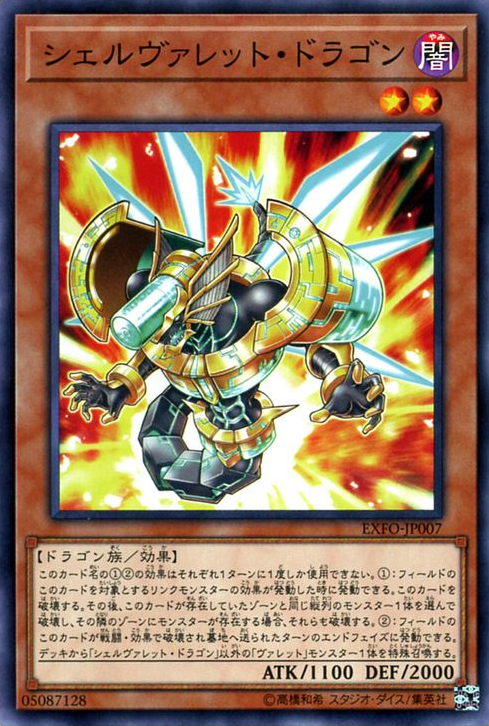 シェルヴァレット・ドラゴン
闇
EXFO-JP007
【ドラゴン族／効果】
このカード名の①②の効果はそれぞれ1ターンに1度しか使用できない。①：フィールドの
このカードを対象とするリンクモンスターの効果が発動した時に発動できる。このカードを
破壊する。その後、このカードが存在していたゾーンと同じ縦列のモンスター1体を選んで
破壊し、その隣のゾーンにモンスターが存在する場合、それらも破壊する。②：フィールドの
このカードが戦闘・効果で破壊され墓地へ送られたターンのエンドフェイズに発動できる。
デッキから「シェルヴァレット・ドラゴン」以外の「ヴァレット」モンスター1体を特殊召喚する。
ATK/1100 DEF/2000
05087128 ©高橋和希 スタジオ・ダイス/集英社